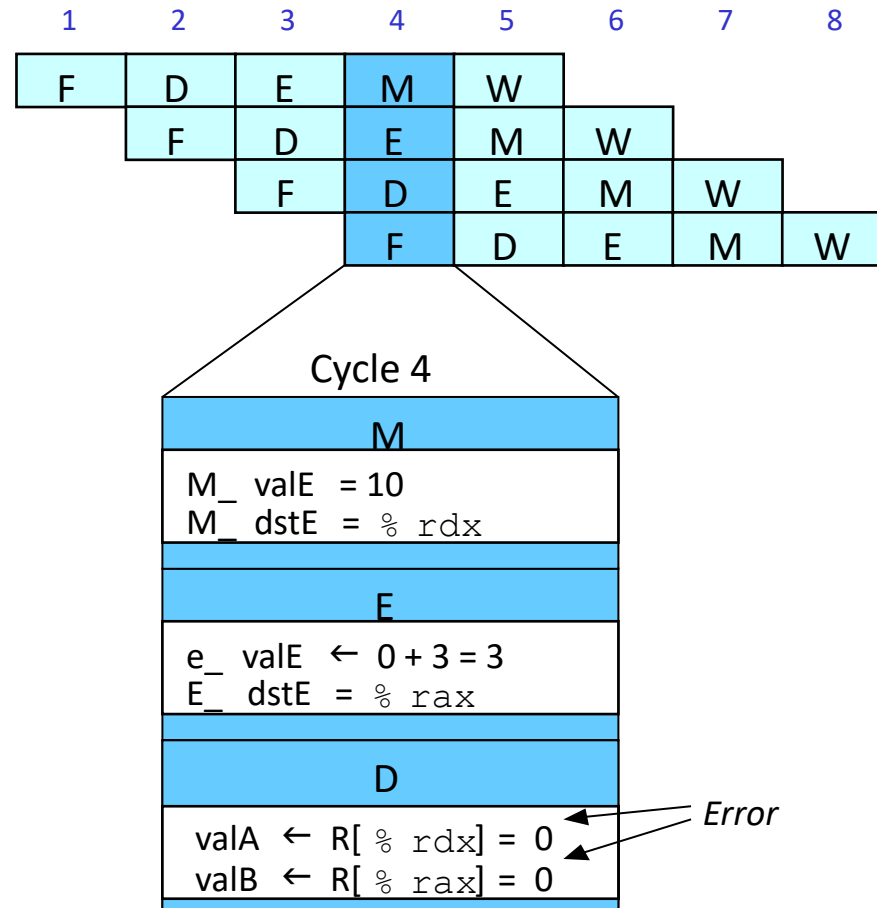 1 2 3 4 5 6 7 8
F D E M W
F D E M W
F D E M W
F D E M W
Cycle 4
M
M_ valE = 10
M_ dstE = % rdx
E
e_ valE ← 0 + 3 = 3
E_ dstE = % rax
D
Error
valA ← R[ % rdx] = 0
valB ← R[ % rax] = 0